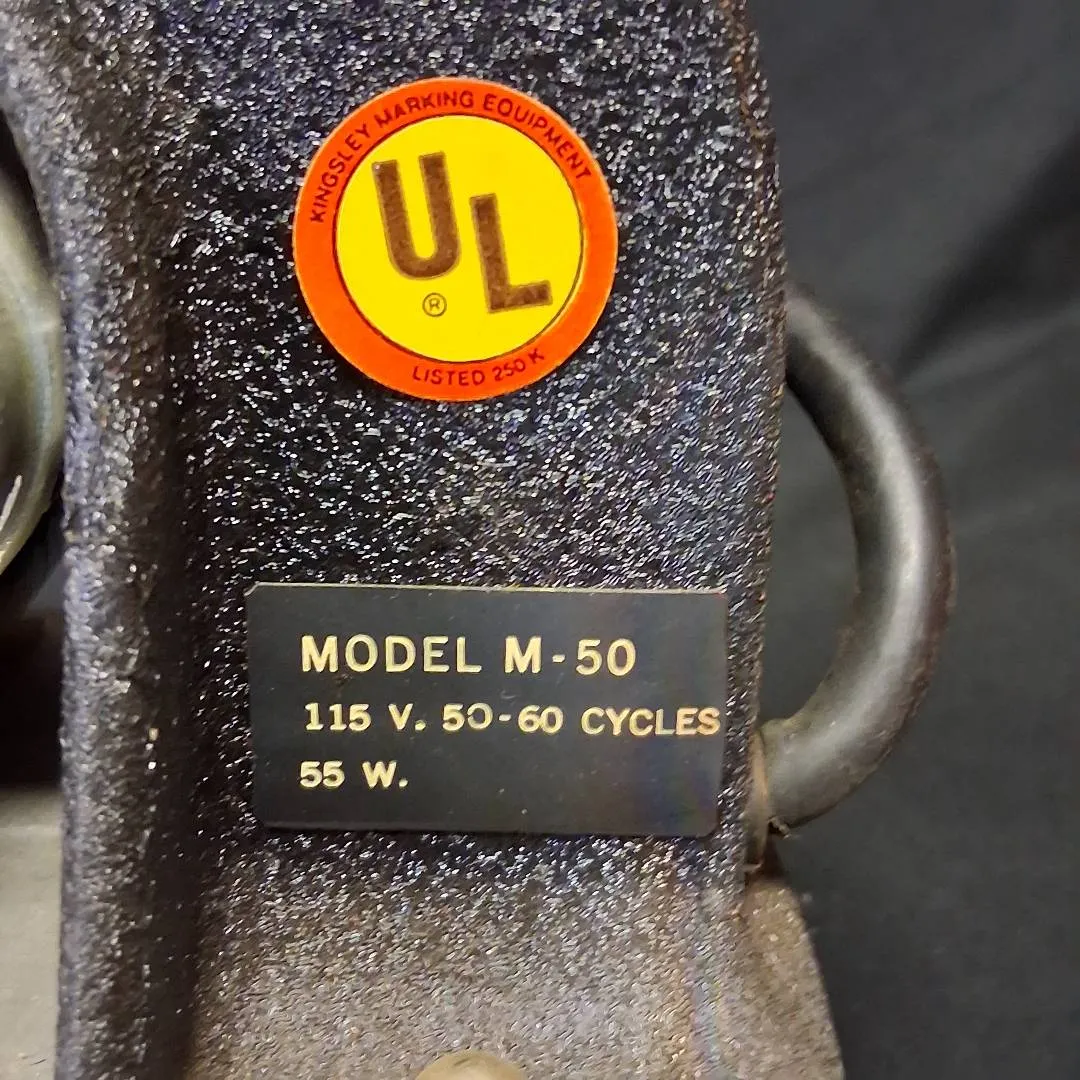 KINGSLEY MARKING EQUIPMENT
UL
®
LISTED 250 K
MODEL M-50
115 V. 50-60 CYCLES
55 W.